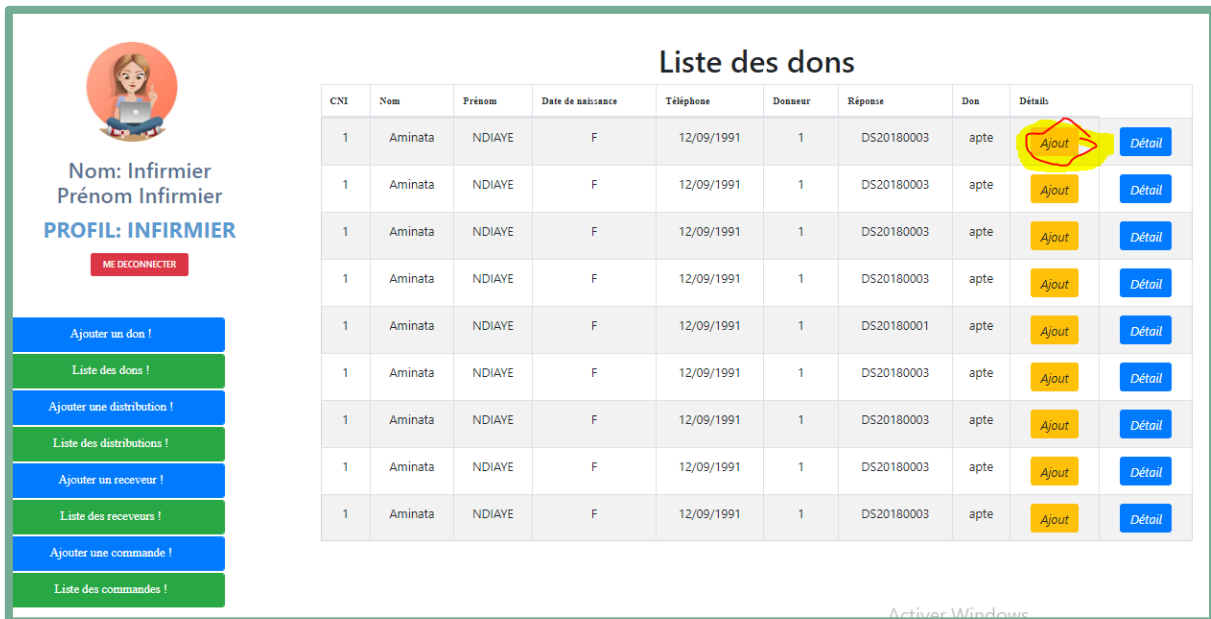 Liste des dons
Nom: Infirmier
Prénom Infirmier
PROFIL: INFIRMIER
ME DECONNECTER
Ajouter un don !
Liste des dons !
Ajouter une distribution !
Liste des distributions !
Ajouter un receveur !
Liste des receveurs !
Ajouter une commande !
Liste des commandes !
CNI Nom Prénom Date de naissance Téléphone Donneur Réponse Don Détails
1 Aminata NDIAYE F 12/09/1991 1 DS20180003 apte Ajout Détail
1 Aminata NDIAYE F 12/09/1991 1 DS20180003 apte Ajout Détail
1 Aminata NDIAYE F 12/09/1991 1 DS20180003 apte Ajout Détail
1 Aminata NDIAYE F 12/09/1991 1 DS20180003 apte Ajout Détail
1 Aminata NDIAYE F 12/09/1991 1 DS20180001 apte Ajout Détail
1 Aminata NDIAYE F 12/09/1991 1 DS20180003 apte Ajout Détail
1 Aminata NDIAYE F 12/09/1991 1 DS20180003 apte Ajout Détail
1 Aminata NDIAYE F 12/09/1991 1 DS20180003 apte Ajout Détail
1 Aminata NDIAYE F 12/09/1991 1 DS20180003 apte Ajout Détail
Activer Windows